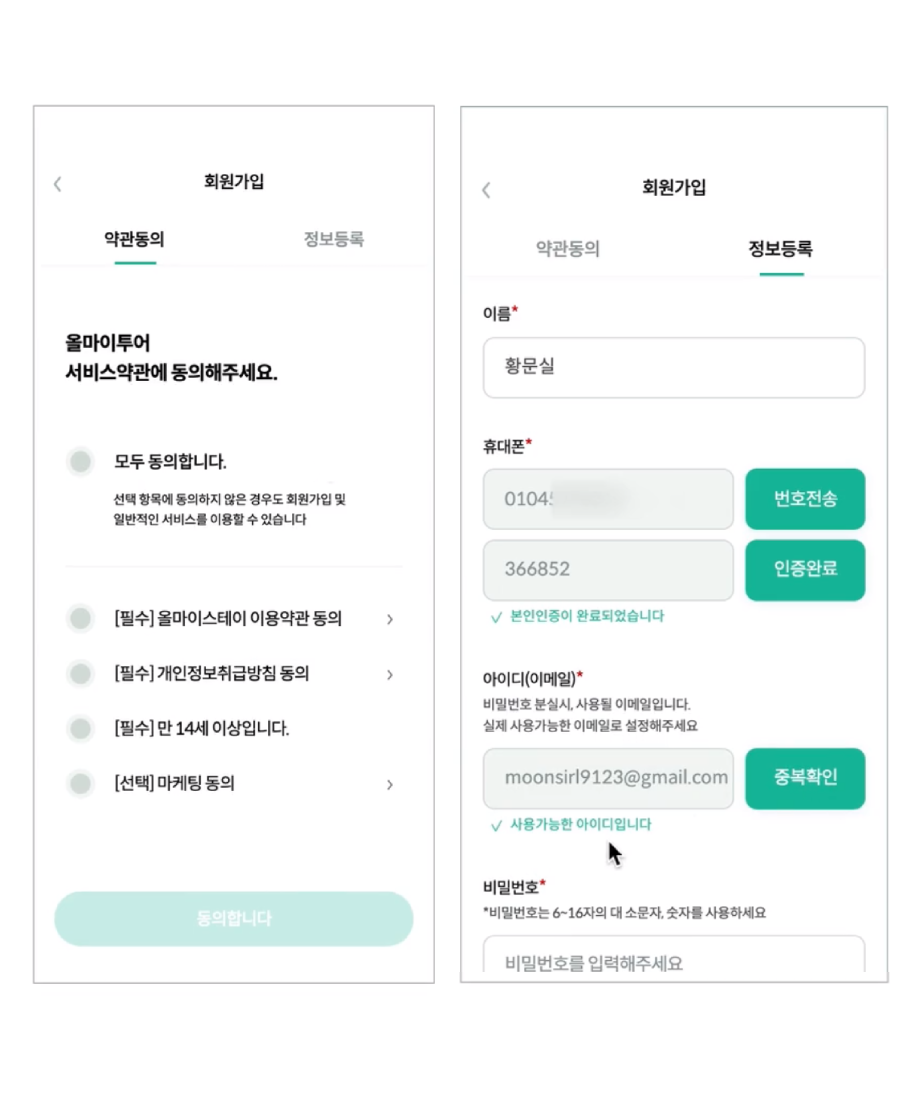 회원가입
약관동의 정보등록
올마이투어
서비스약관에 동의해주세요.
모두 동의합니다.
선택 항목에 동의하지 않은 경우도 회원가입 및
일반적인 서비스를 이용할 수 있습니다
[필수] 올마이스테이 이용약관 동의
[필수] 개인정보취급방침 동의
[필수] 만 14세 이상입니다.
[선택] 마케팅 동의
동의합니다
회원가입
약관동의 정보등록
이름*
황문실
휴대폰*
01045 번호전송
366852 인증완료
본인인증이 완료되었습니다
아이디(이메일)*
비밀번호 분실시, 사용될 이메일입니다.
실제 사용가능한 이메일로 설정해주세요
moonsirl9123@gmail.com 중복확인
사용가능한 아이디입니다
비밀번호*
*비밀번호는 6~16자의 대 소문자, 숫자를 사용하세요
비밀번호를 입력해주세요